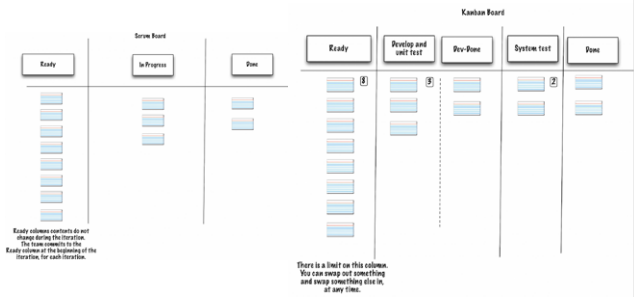 Scrum Board
Ready
In Progress
Done
Ready columns contents do not
change during the iteration.
The team commits to the
Ready column at the beginning of the
iteration, for each iteration.
Kanban Board
Ready
Develop and
unit test
Dev-Done
System test
Done
8
2
There is a limit on this column.
You can swap out something
and swap something else in,
at any time.